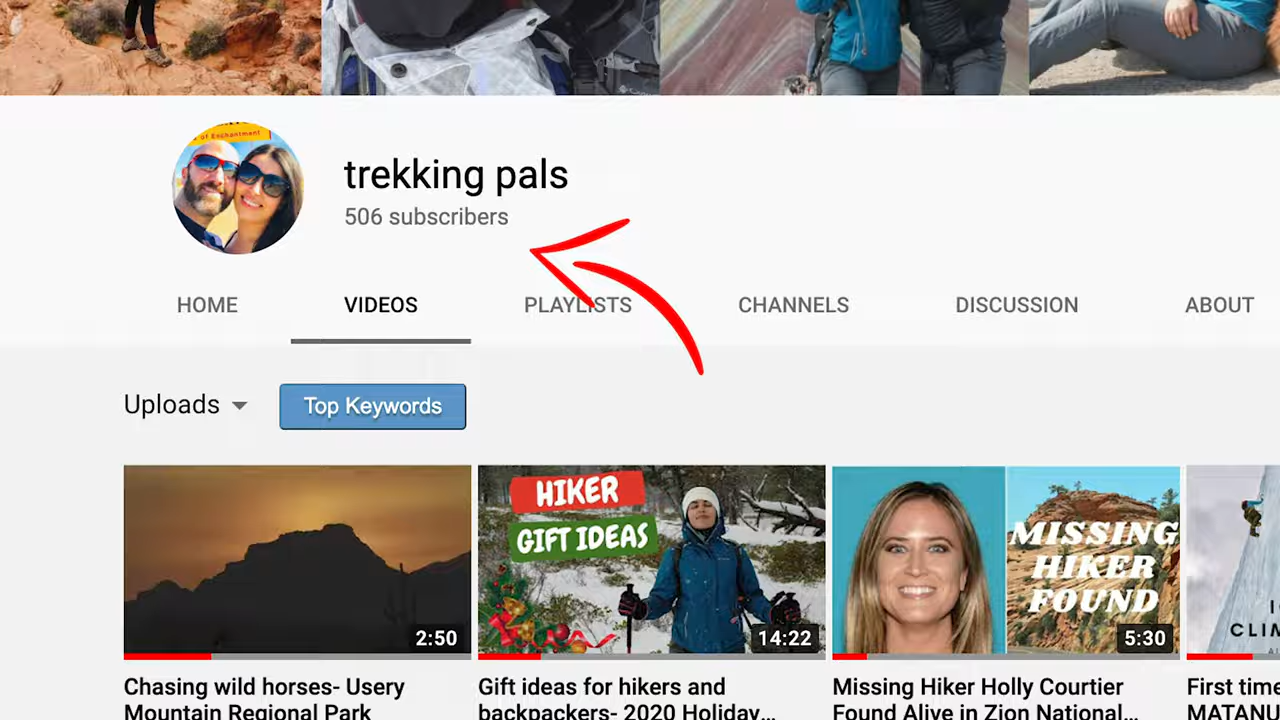 of Enchantment
trekking pals
506 subscribers
HOME VIDEOS PLAYLISTS CHANNELS DISCUSSION ABOUT
Uploads Top Keywords
HIKER
GIFT IDEAS
MISSING
HIKER
FOUND
2:50
14:22
5:30
Chasing wild horses- Usery
Mountain Regional Park
Gift ideas for hikers and
backpackers- 2020 Holiday...
Missing Hiker Holly Courtier
Found Alive in Zion National...
First time
MATANU